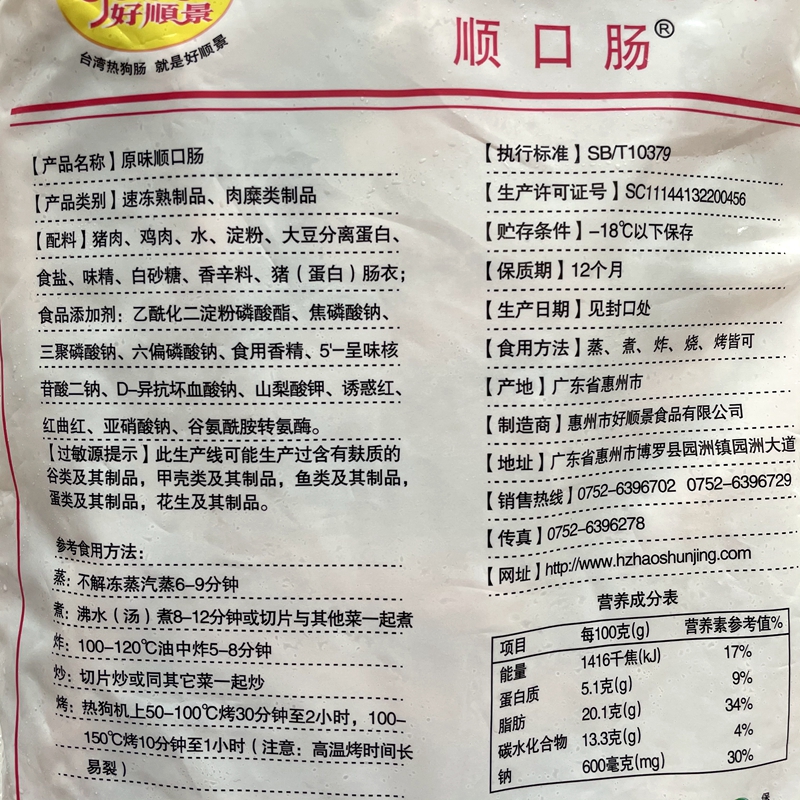 好順景
台湾热狗肠 就是好顺景
顺口肠®
【产品名称】原味顺口肠
【产品类别】速冻熟制品、肉糜类制品
【配料】猪肉、鸡肉、水、淀粉、大豆分离蛋白、
食盐、味精、白砂糖、香辛料、猪（蛋白）肠衣；
食品添加剂：乙酰化二淀粉磷酸酯、焦磷酸钠、
三聚磷酸钠、六偏磷酸钠、食用香精、5'-呈味核
苷酸二钠、D-异抗坏血酸钠、山梨酸钾、诱惑红、
红曲红、亚硝酸钠、谷氨酰胺转氨酶。
【过敏源提示】此生产线可能生产过含有麸质的
谷类及其制品，甲壳类及其制品，鱼类及其制品，
蛋类及其制品，花生及其制品。
参考食用方法：
蒸：不解冻蒸汽蒸6-9分钟
煮：沸水（汤）煮8-12分钟或切片与其他菜一起煮
炸：100-120℃油中炸5-8分钟
炒：切片炒或同其它菜一起炒
烤：热狗机上50-100℃烤30分钟至2小时，100-
150℃烤10分钟至1小时（注意：高温烤时间长
易裂）
【执行标准】SB/T10379
【生产许可证号】SC11144132200456
【贮存条件】-18℃以下保存
【保质期】12个月
【生产日期】见封口处
【食用方法】蒸、煮、炸、烧、烤皆可
【产地】广东省惠州市
【制造商】惠州市好顺景食品有限公司
【地址】广东省惠州市博罗县园洲镇园洲大道
【销售热线】0752-6396702 0752-6396729
【传真】0752-6396278
【网址】http://www.hzhaoshunjing.com
营养成分表
项目 每100克(g) 营养素参考值%
能量 1416千焦(kJ) 17%
蛋白质 5.1克(g) 9%
脂肪 20.1克(g) 34%
碳水化合物 13.3克(g) 4%
钠 600毫克(mg) 30%